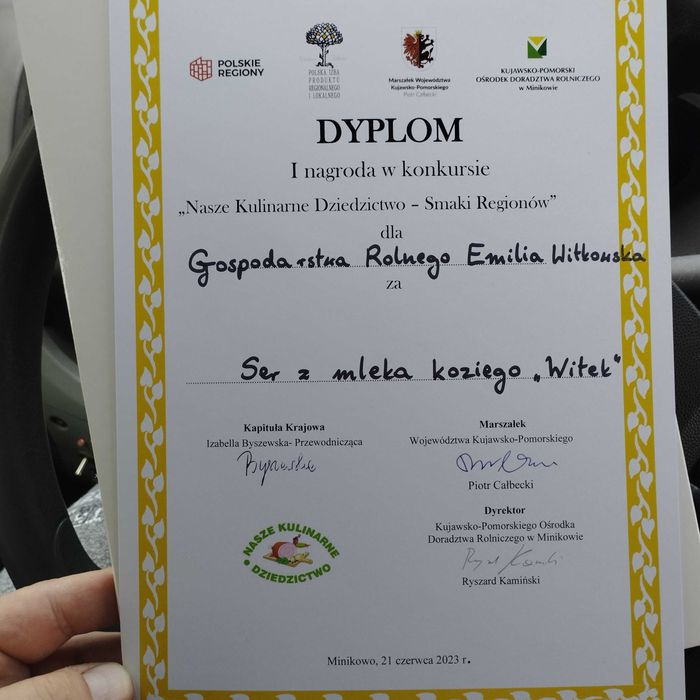 POLSKIE
REGIONY
POLSKA IZBA
PRODUKTU
REGIONALNEGO
I LOKALNEGO
Marszałek Województwa
Kujawsko-Pomorskiego
Piotr Całbecki
KUJAWSKO-POMORSKI
OŚRODEK DORADZTWA ROLNICZEGO
w Minikowie
DYPLOM
I nagroda w konkursie
„Nasze Kulinarne Dziedzictwo – Smaki Regionów”
dla
Gospodarstwa Rolnego Emilia Witkowska
za
Ser z mleka koziego „Witek"
Kapituła Krajowa
Izabella Byszewska- Przewodnicząca
Byszewska
Marszałek
Województwa Kujawsko-Pomorskiego
Piotr Całbecki
Dyrektor
Kujawsko-Pomorskiego Ośrodka
Doradztwa Rolniczego w Minikowie
Ryszard Kamiński
NASZE KULINARNE
DZIEDZICTWO
Minikowo, 21 czerwca 2023 r.